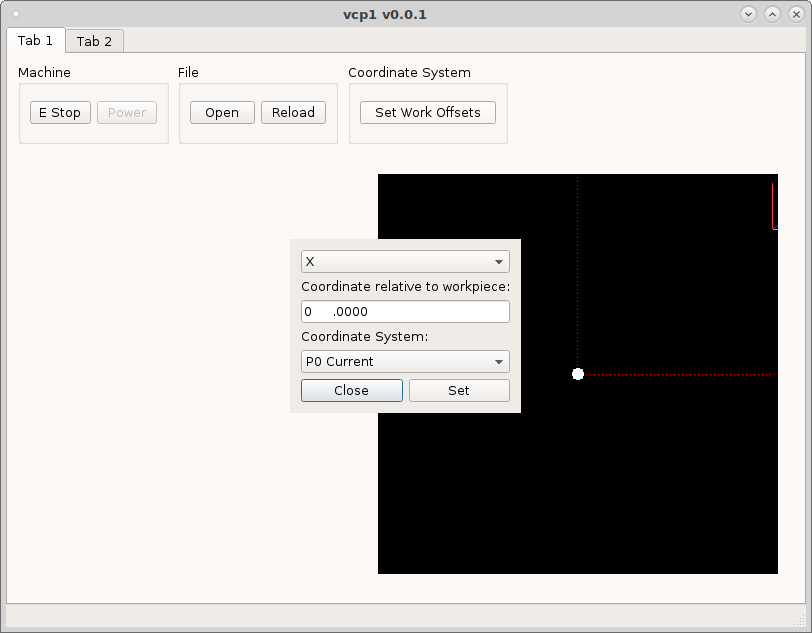 vcp1 v0.0.1
Tab 1 Tab 2
Machine File Coordinate System
E Stop Power Open Reload Set Work Offsets
X
Coordinate relative to workpiece:
0 .0000
Coordinate System:
P0 Current
Close Set